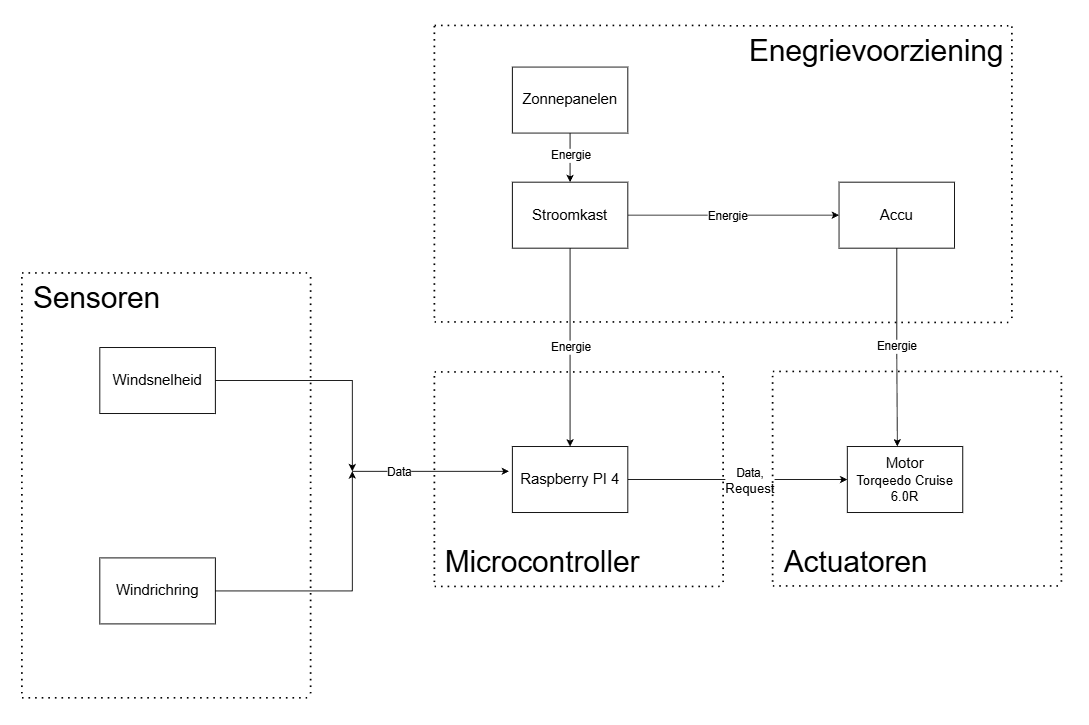 Enegrievoorziening
Zonnepanelen
Energie
Stroomkast
Energie
Accu
Sensoren
Energie
Energie
Windsnelheid
Data
Raspberry PI 4
Data,
Request
Motor
Torqeedo Cruise
6.0R
Microcontroller
Actuatoren
Windrichring